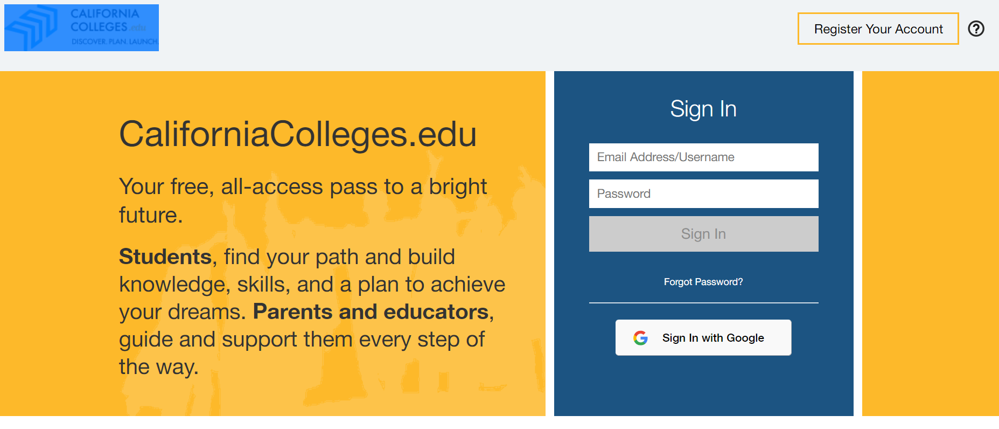 CALIFORNIA
COLLEGES.edu
DISCOVER. PLAN. LAUNCH.
Register Your Account
?
CaliforniaColleges.edu
Your free, all-access pass to a bright
future.
Students, find your path and build
knowledge, skills, and a plan to achieve
your dreams. Parents and educators,
guide and support them every step of
the way.
Sign In
Email Address/Username
Password
Sign In
Forgot Password?
Sign In with Google